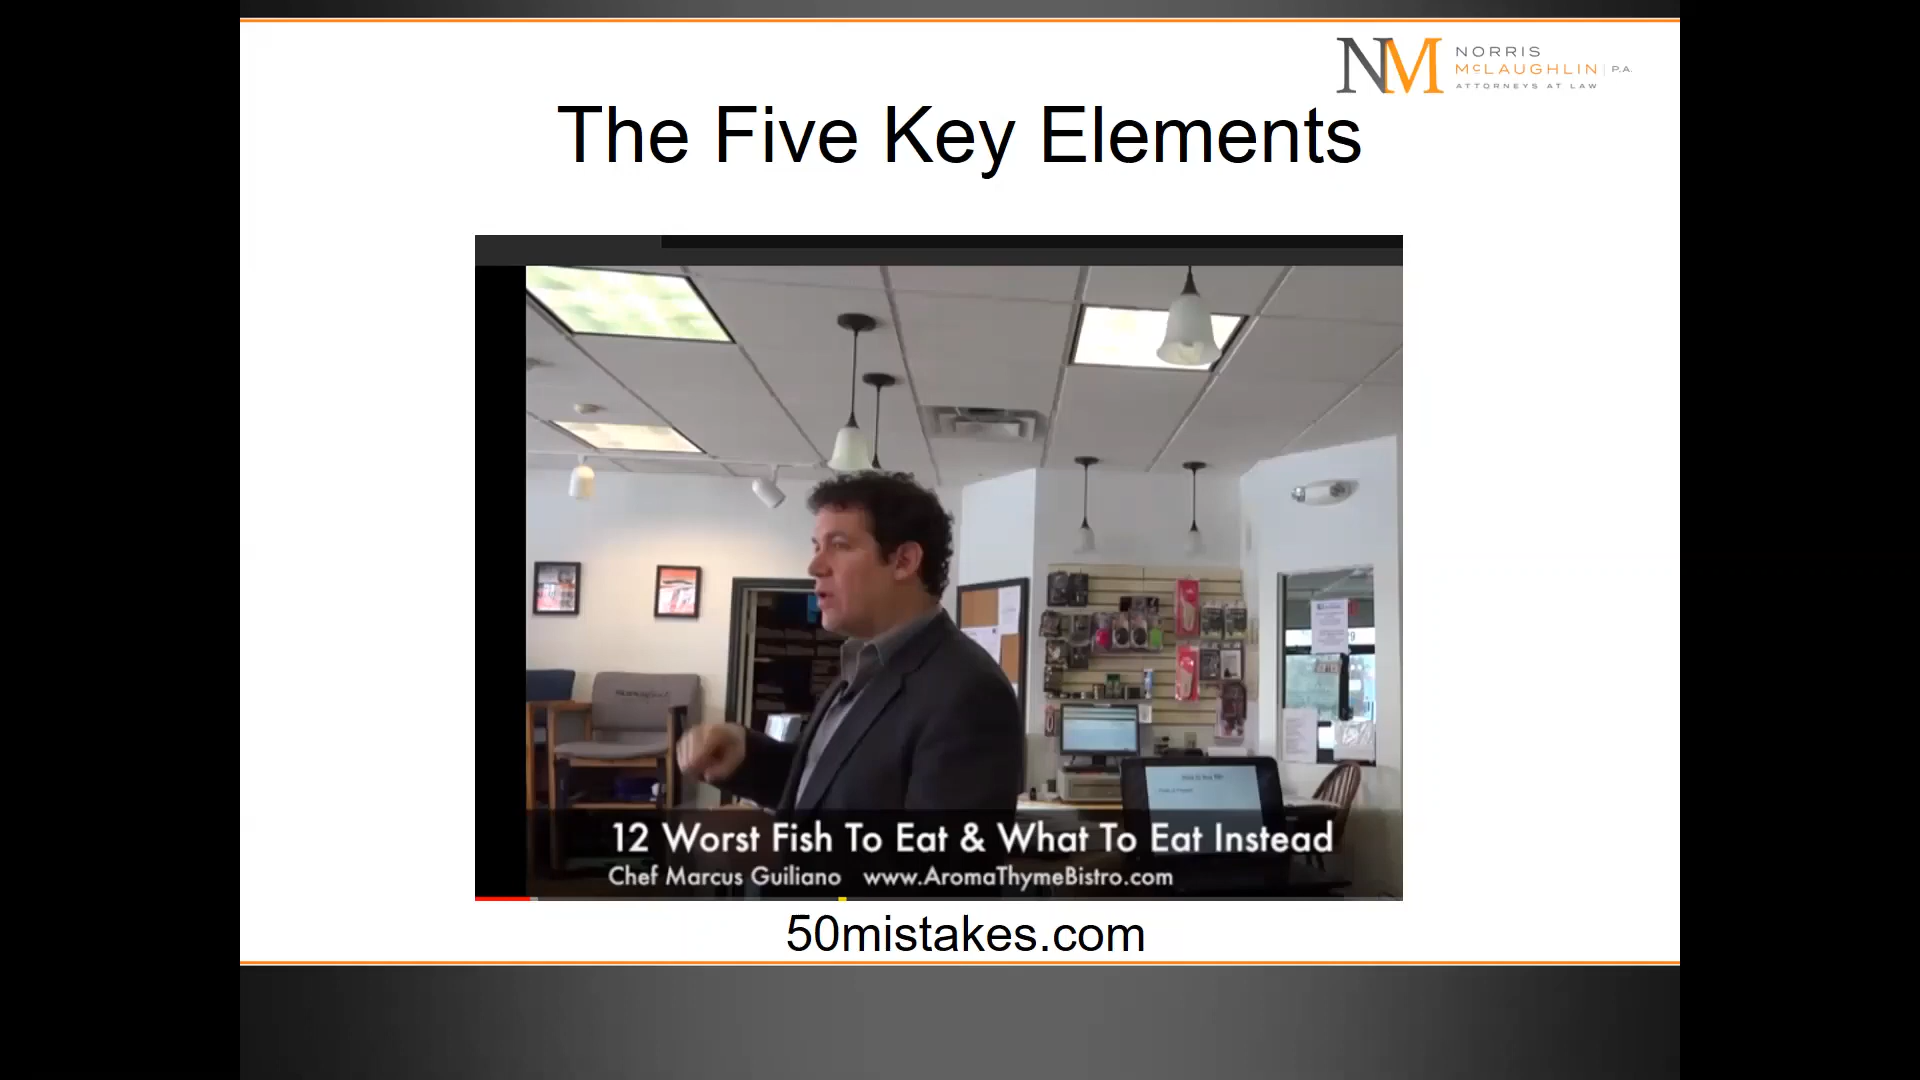 NM NORRIS
McLAUGHLIN | P.A.
ATTORNEYS AT LAW
The Five Key Elements
12 Worst Fish To Eat & What To Eat Instead
Chef Marcus Guiliano www.AromaThymeBistro.com
50mistakes.com